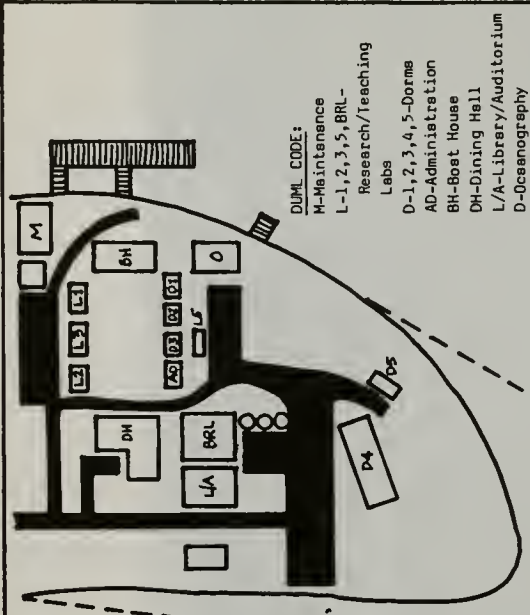 M
BH
O
L1
L3
L2
D1
D2
D3
AD
L5
DH
BRL
L/A
D4
D5
DUML CODE:
M-Maintenance
L-1,2,3,5,BRL-
Research/Teaching
Labs
D-1,2,3,4,5-Dorms
AD-Administration
BH-Boat House
DH-Dining Hall
L/A-Library/Auditorium
O-Oceanography